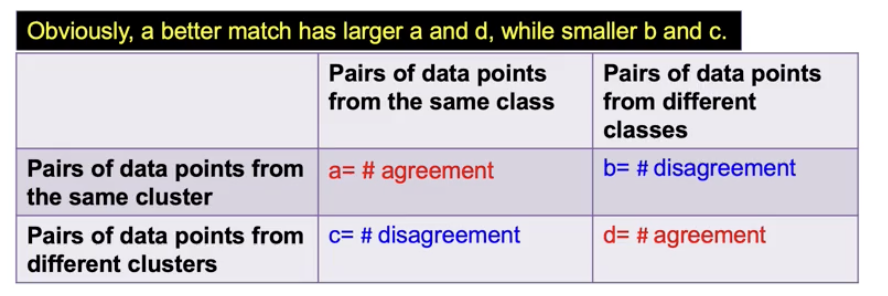 Obviously, a better match has larger a and d, while smaller b and c.
Pairs of data points
from the same class
Pairs of data points
from different
classes
Pairs of data points from
the same cluster
a= # agreement
b= # disagreement
Pairs of data points from
different clusters
c= # disagreement
d= # agreement